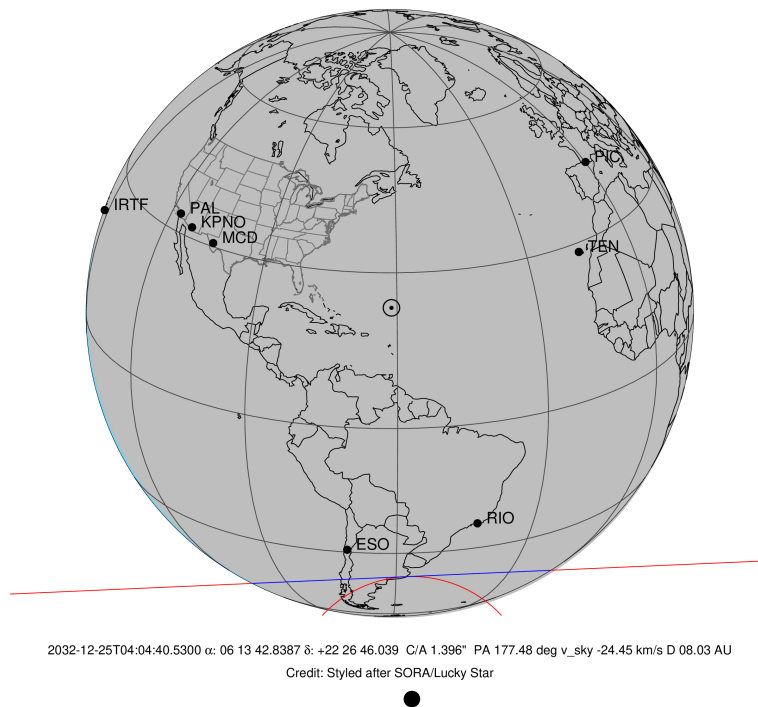 PIC
IRTF
PAL
KPNO
MCD
TEN
RIO
ESO
2032-12-25T04:04:40.5300 α: 06 13 42.8387 δ: +22 26 46.039 C/A 1.396" PA 177.48 deg v_sky -24.45 km/s D 08.03 AU
Credit: Styled after SORA/Lucky Star